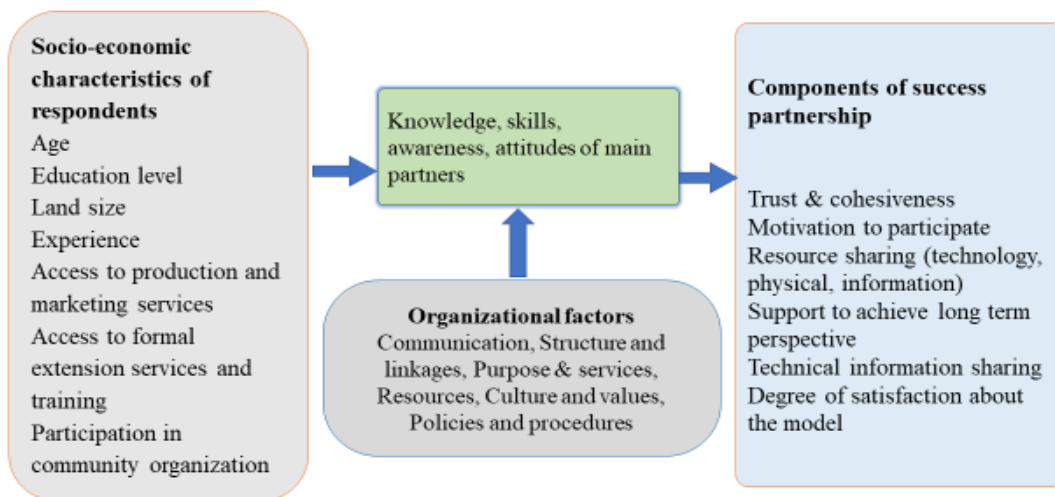 Socio-economic
characteristics of
respondents
Age
Education level
Land size
Experience
Access to production and
marketing services
Access to formal
extension services and
training
Participation in
community organization
Knowledge, skills,
awareness, attitudes of main
partners
Organizational factors
Communication, Structure and
linkages, Purpose & services,
Resources, Culture and values,
Policies and procedures
Components of success
partnership
Trust & cohesiveness
Motivation to participate
Resource sharing (technology,
physical, information)
Support to achieve long term
perspective
Technical information sharing
Degree of satisfaction about
the model